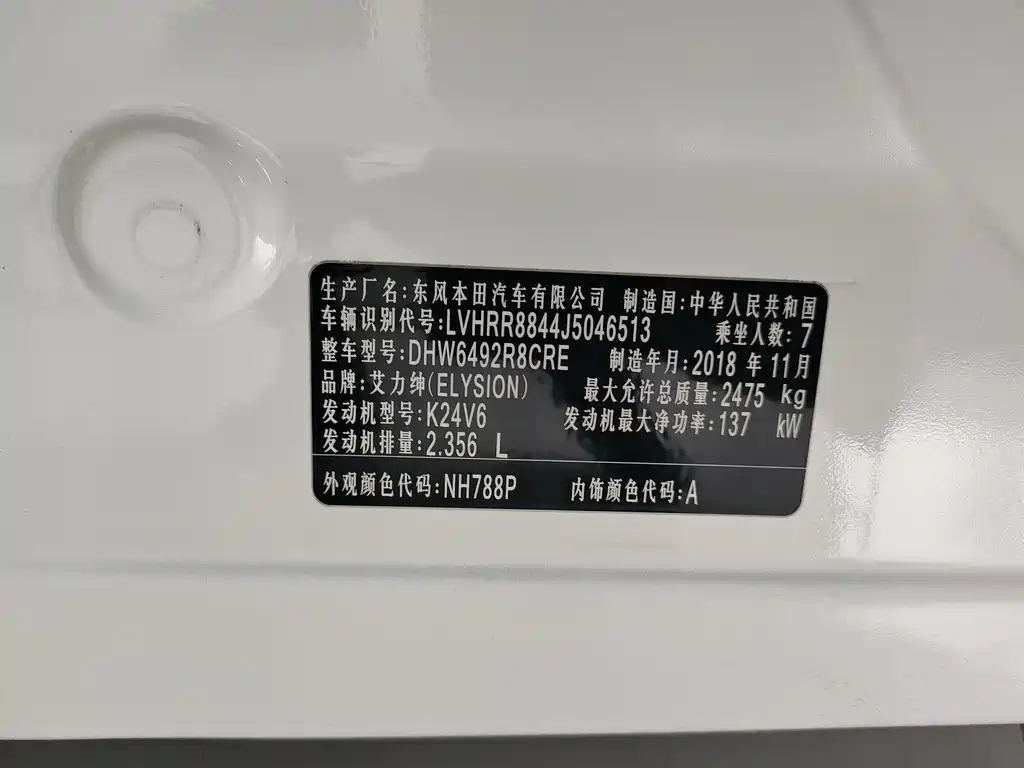 生产厂名:东风本田汽车有限公司 制造国:中华人民共和国
车辆识别代号:LVHRR8844J5046513 乘坐人数:7
整车型号:DHW6492R8CRE 制造年月:2018 年 11月
品牌:艾力绅(ELYSION) 最大允许总质量:2475 kg
发动机型号:K24V6 发动机最大净功率:137 kW
发动机排量:2.356 L
外观颜色代码:NH788P 内饰颜色代码:A